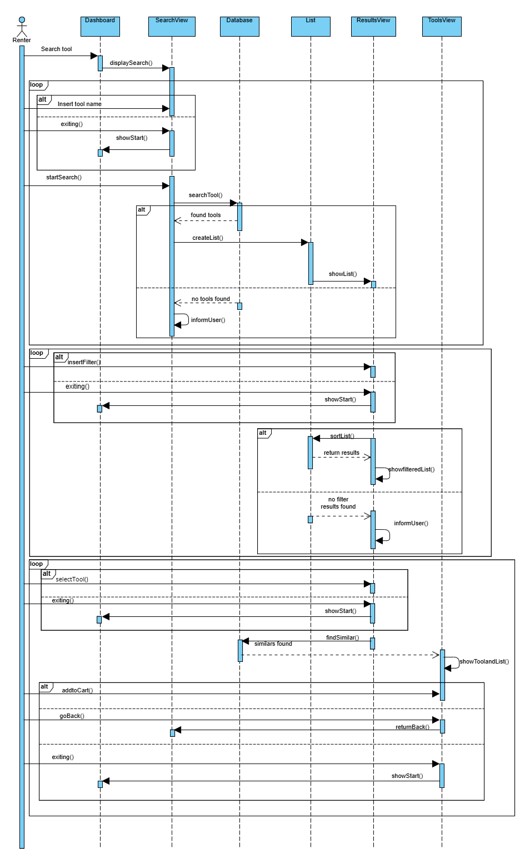 Dashboard SearchView Database List ResultsView ToolsView
Renter
Search tool
displaySearch()
loop
alt
Insert tool name
exiting()
showStart()
startSearch()
searchTool()
alt
found tools
createList()
showList()
no tools found
informUser()
loop
alt
insertFilter()
exiting()
showStart()
alt
sortList()
return results
showfilteredList()
no filter
results found
informUser()
loop
alt
selectTool()
exiting()
showStart()
findSimilar()
similars found
showToolandList()
alt
addtoCart()
goBack()
returnBack()
exiting()
showStart()